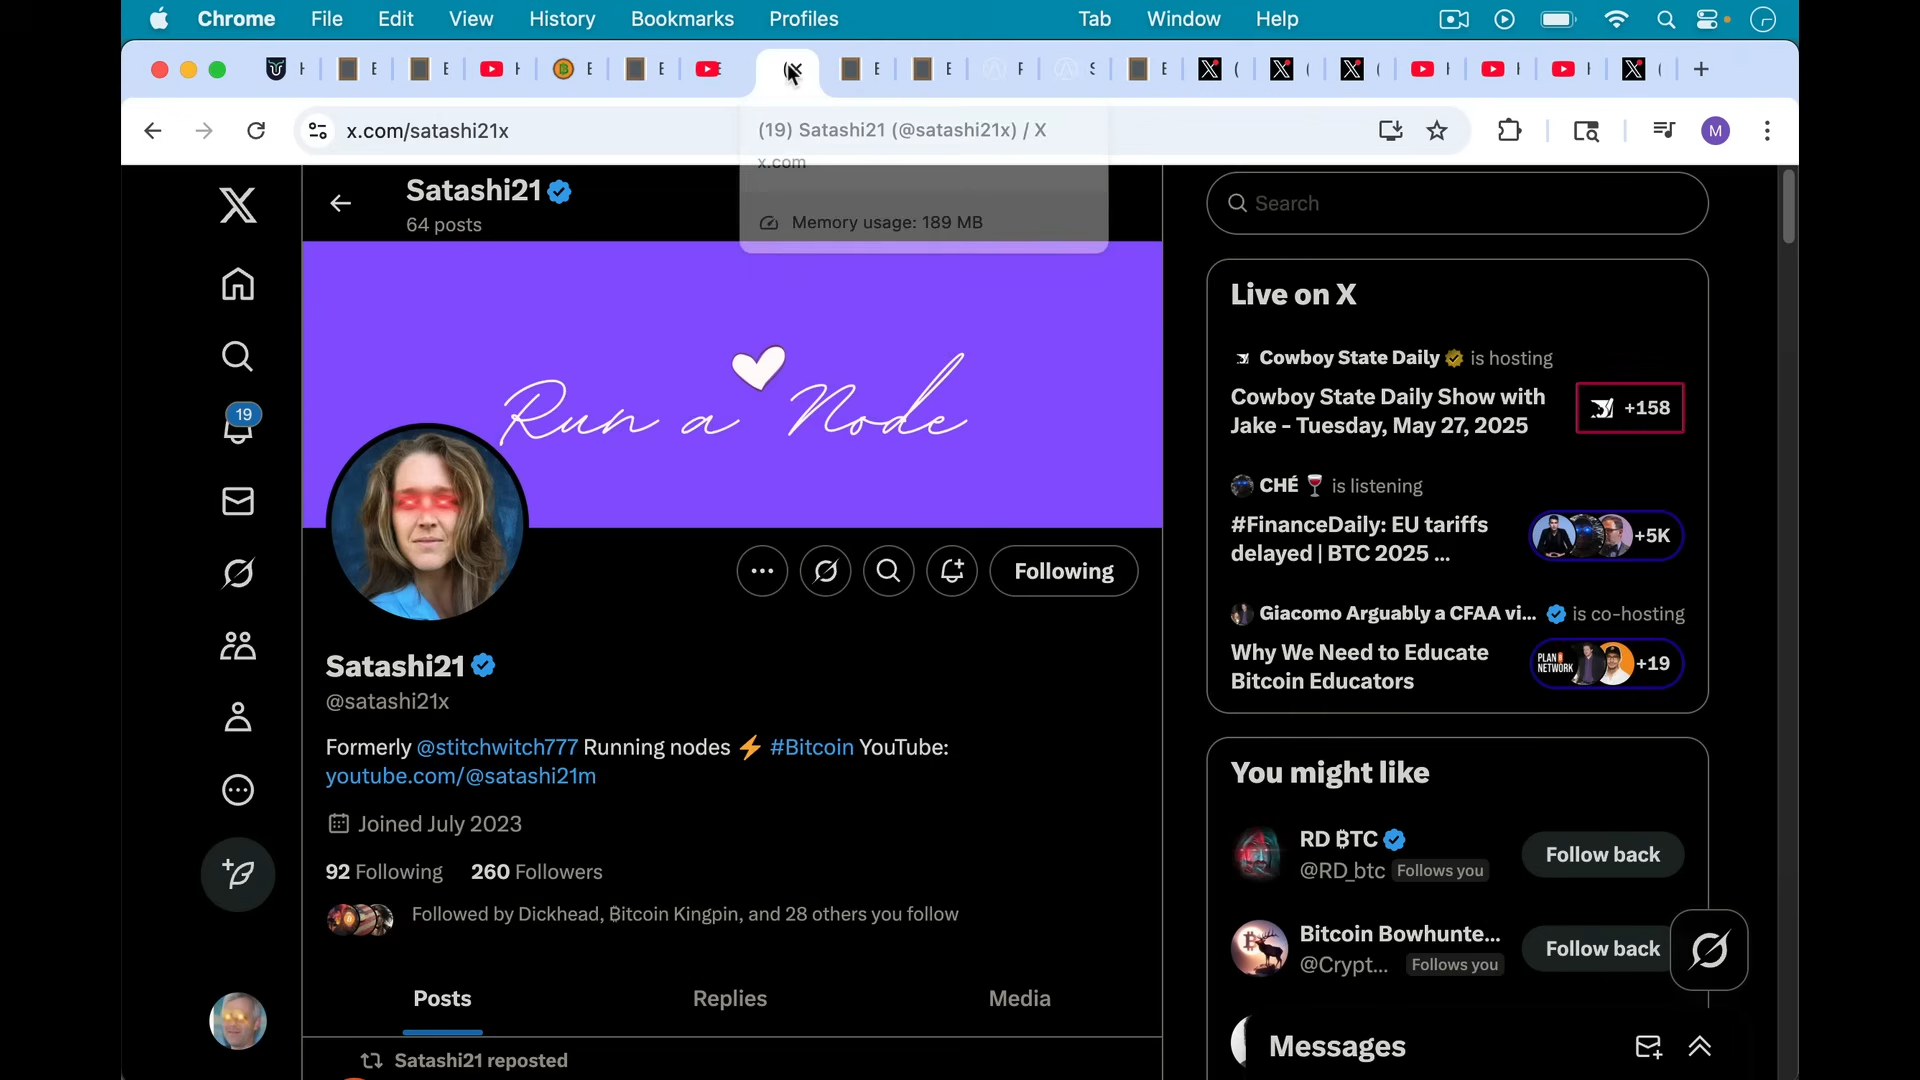 Chrome File Edit View History Bookmarks Profiles Tab Window Help
x.com/satashi21x
(19) Satashi21 (@satashi21x) / X
x.com
Memory usage: 189 MB
M
Satashi21
64 posts
Run a Node
19
Following
Satashi21
@satashi21x
Formerly @stitchwitch777 Running nodes ⚡ #Bitcoin YouTube:
youtube.com/@satashi21m
Joined July 2023
92 Following 260 Followers
Followed by Dickhead, ₿itcoin Kingpin, and 28 others you follow
Posts Replies Media
Satashi21 reposted
Search
Live on X
Cowboy State Daily is hosting
Cowboy State Daily Show with
Jake - Tuesday, May 27, 2025
+158
CHÉ 🍷 is listening
#FinanceDaily: EU tariffs
delayed | BTC 2025 ...
+5K
Giacomo Arguably a CFAA vi... is co-hosting
Why We Need to Educate
Bitcoin Educators
PLAN B
NETWORK
+19
You might like
RD ₿TC
@RD_btc Follows you
Follow back
Bitcoin Bowhunte...
@Crypt... Follows you
Follow back
Messages